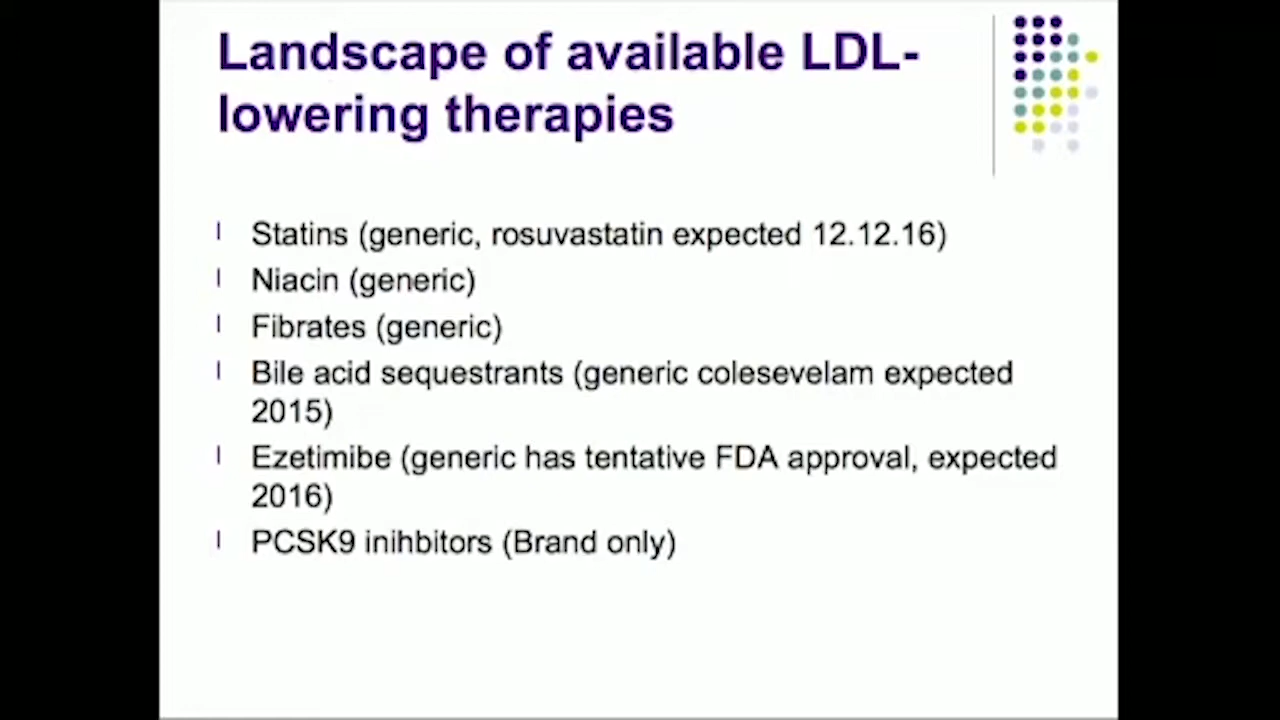 Landscape of available LDL-
lowering therapies
Statins (generic, rosuvastatin expected 12.12.16)
Niacin (generic)
Fibrates (generic)
Bile acid sequestrants (generic colesevelam expected
2015)
Ezetimibe (generic has tentative FDA approval, expected
2016)
PCSK9 inihbitors (Brand only)